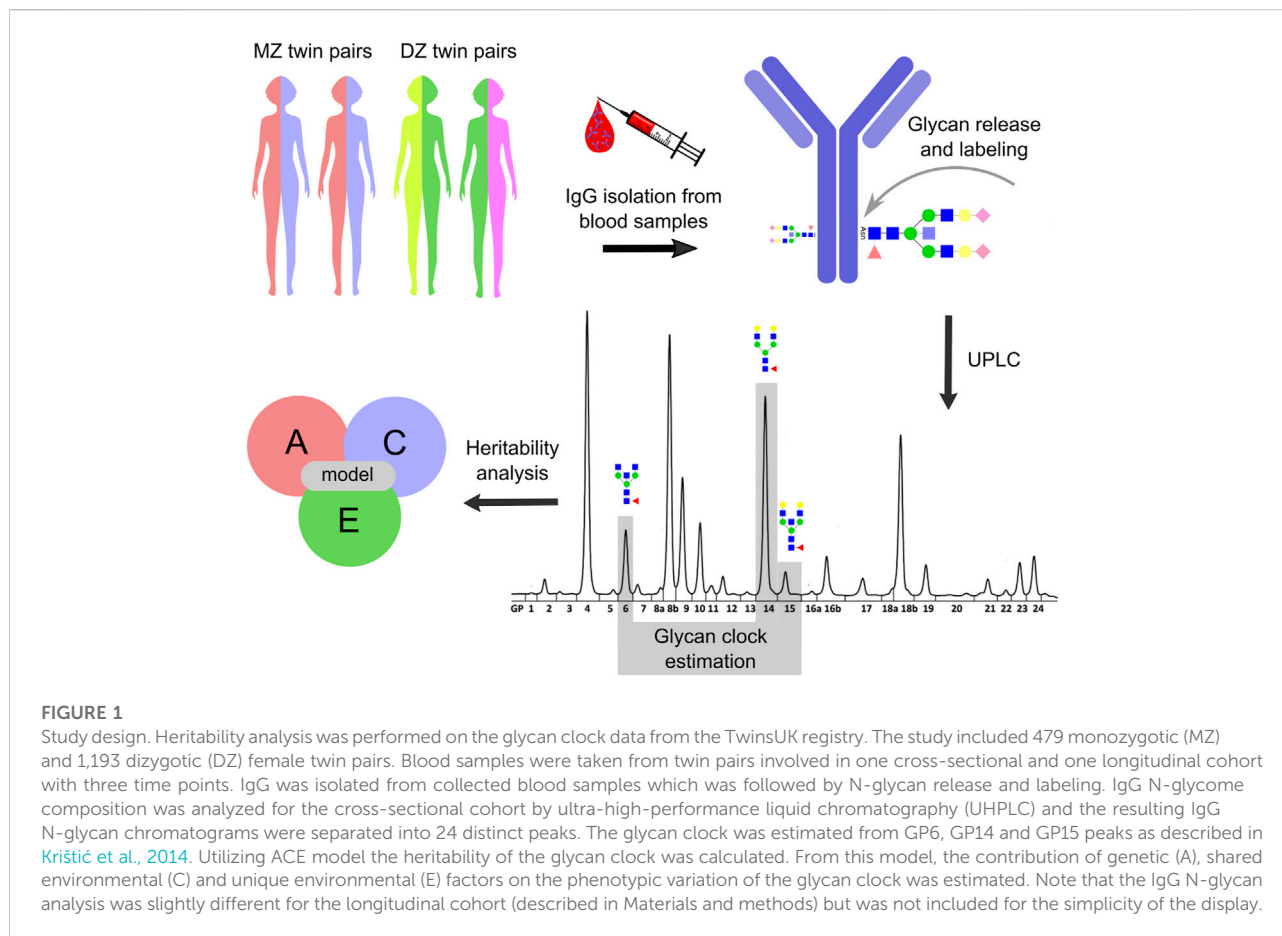 MZ twin pairs
DZ twin pairs
IgG isolation from
blood samples
Glycan release
and labeling
Asn
UPLC
A
C
model
E
Heritability
analysis
GP 1 2 3 4 5 6 7 8a 8b 9 10 11 12 13 14 15 16a 16b 17 18a 18b 19 20 21 22 23 24
Glycan clock
estimation
FIGURE 1
Study design. Heritability analysis was performed on the glycan clock data from the TwinsUK registry. The study included 479 monozygotic (MZ)
and 1,193 dizygotic (DZ) female twin pairs. Blood samples were taken from twin pairs involved in one cross-sectional and one longitudinal cohort
with three time points. IgG was isolated from collected blood samples which was followed by N-glycan release and labeling. IgG N-glycome
composition was analyzed for the cross-sectional cohort by ultra-high-performance liquid chromatography (UHPLC) and the resulting IgG
N-glycan chromatograms were separated into 24 distinct peaks. The glycan clock was estimated from GP6, GP14 and GP15 peaks as described in
Krištić et al., 2014. Utilizing ACE model the heritability of the glycan clock was calculated. From this model, the contribution of genetic (A), shared
environmental (C) and unique environmental (E) factors on the phenotypic variation of the glycan clock was estimated. Note that the IgG N-glycan
analysis was slightly different for the longitudinal cohort (described in Materials and methods) but was not included for the simplicity of the display.